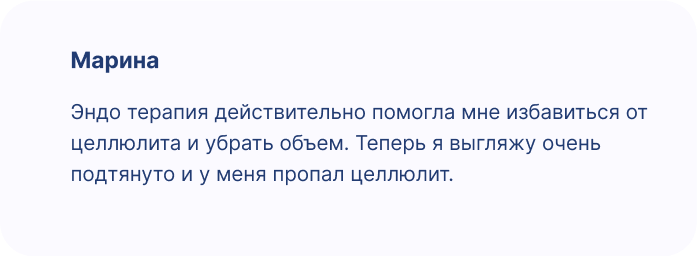 Марина
Эндо терапия действительно помогла мне избавиться от
целлюлита и убрать объем. Теперь я выгляжу очень
подтянуто и у меня пропал целлюлит.